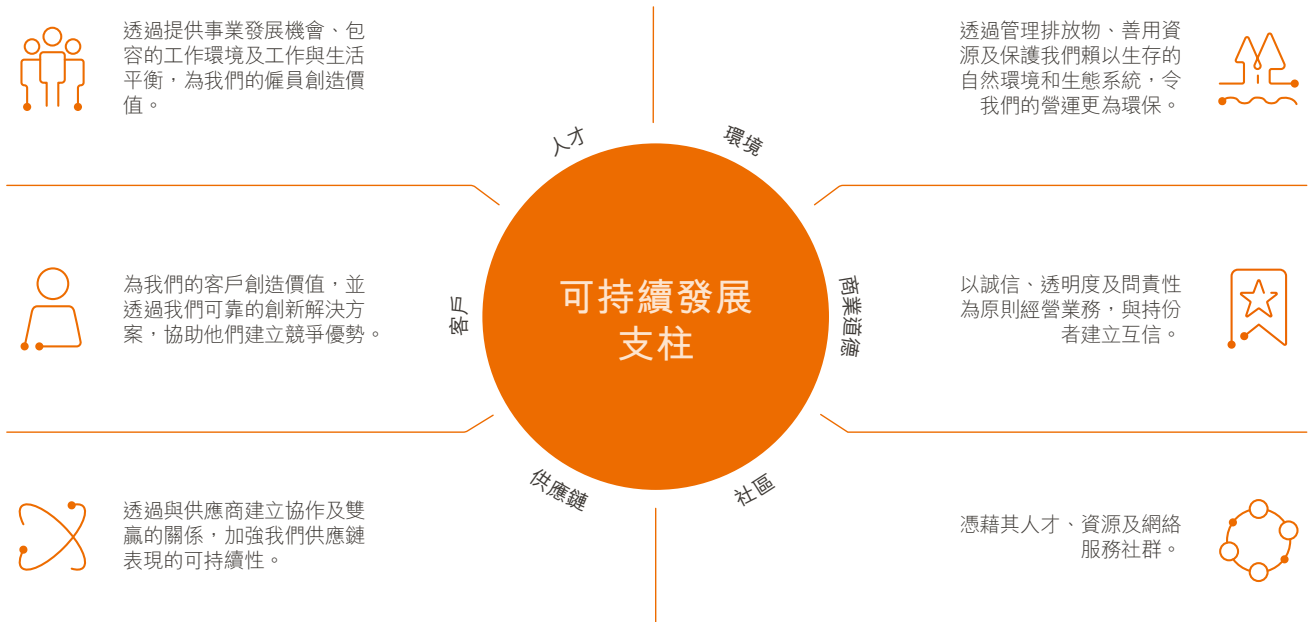 透過提供事業發展機會、包
容的工作環境及工作與生活
平衡，為我們的僱員創造價
值。
人才
環境
透過管理排放物、善用資
源及保護我們賴以生存的
自然環境和生態系統，令
我們的營運更為環保。
為我們的客戶創造價值，並
透過我們可靠的創新解決方
案，協助他們建立競爭優勢。
客戶
可持續發展
支柱
商業道德
以誠信、透明度及問責性
為原則經營業務，與持份
者建立互信。
透過與供應商建立協作及雙
贏的關係，加強我們供應鏈
表現的可持續性。
供應鏈
社區
憑藉其人才、資源及網絡
服務社群。